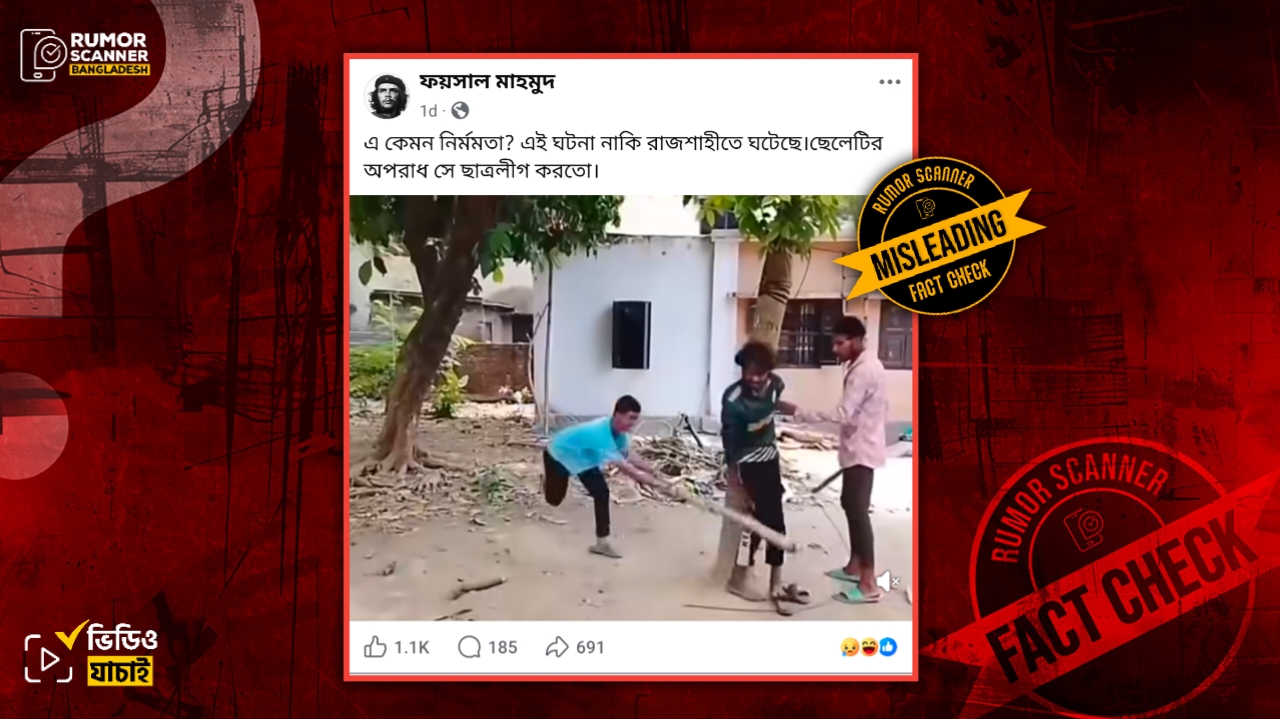 RUMOR
SCANNER
BANGLADESH
ফয়সাল মাহমুদ
1d
এ কেমন নির্মমতা? এই ঘটনা নাকি রাজশাহীতে ঘটেছে।ছেলেটির
অপরাধ সে ছাত্রলীগ করতো।
RUMOR SCANNER
MISLEADING
FACT CHECK
1.1K
185
691
RUMOR SCANNER
FACT CHECK
ভিডিও
যাচাই